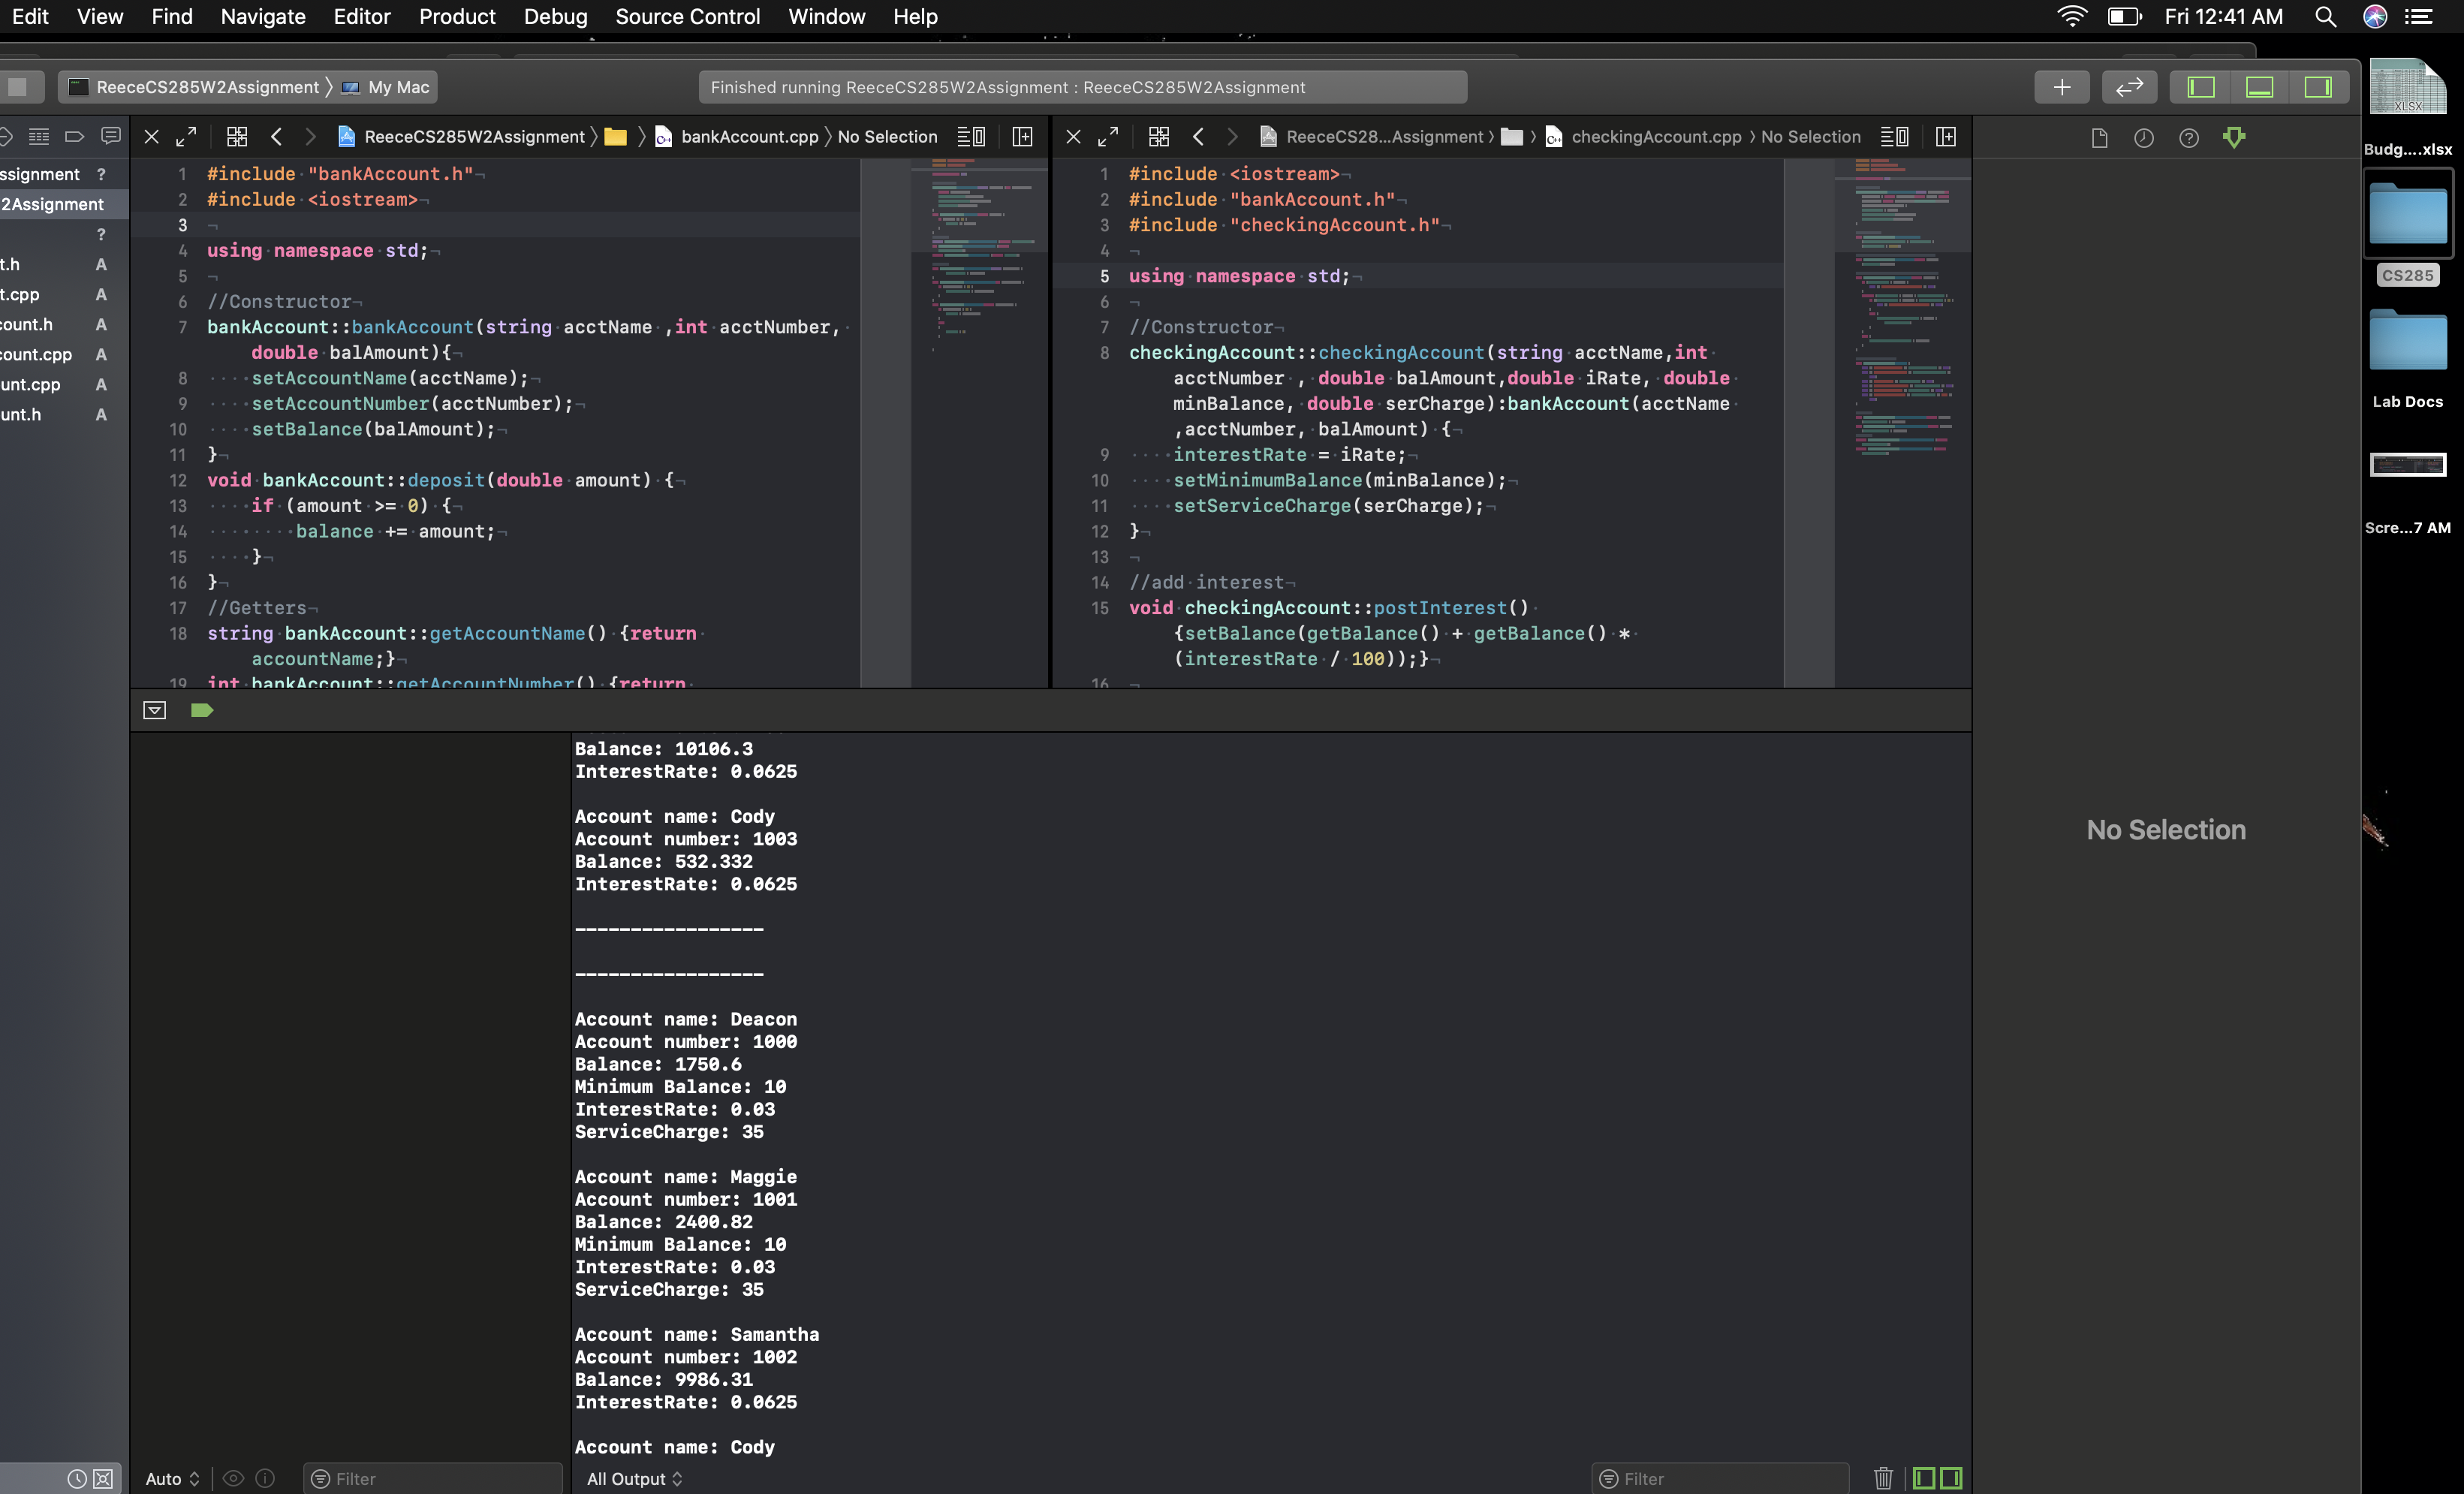 Edit View Find Navigate Editor Product Debug Source Control Window Help Fri 12:41 AM
ReeceCS285W2Assignment 〉 My Mac
Finished running ReeceCS285W2Assignment : ReeceCS285W2Assignment
XLSX
Budg....xlsx
CS285
Lab Docs
Scre...7 AM
ssignment ?
2Assignment
?
t.h A
t.cpp A
ount.h A
count.cpp A
unt.cpp A
unt.h A
ReeceCS285W2Assignment 〉 〉 bankAccount.cpp 〉 No Selection
1 #include "bankAccount.h"¬
2 #include <iostream>¬
3 ¬
4 using namespace std;¬
5 ¬
6 //Constructor¬
7 bankAccount::bankAccount(string acctName ,int acctNumber,
double balAmount){¬
8 ····setAccountName(acctName);¬
9 ····setAccountNumber(acctNumber);¬
10 ····setBalance(balAmount);¬
11 }¬
12 void bankAccount::deposit(double amount) {¬
13 ····if (amount >= 0) {¬
14 ········balance += amount;¬
15 ····}¬
16 }¬
17 //Getters¬
18 string bankAccount::getAccountName() {return
accountName;}¬
19 int bankAccount::getAccountNumber() {return
ReeceCS28...Assignment 〉 〉 checkingAccount.cpp 〉 No Selection
1 #include <iostream>¬
2 #include "bankAccount.h"¬
3 #include "checkingAccount.h"¬
4 ¬
5 using namespace std;¬
6 ¬
7 //Constructor¬
8 checkingAccount::checkingAccount(string acctName,int
acctNumber , double balAmount,double iRate, double
minBalance, double serCharge):bankAccount(acctName
,acctNumber, balAmount) {¬
9 ····interestRate = iRate;¬
10 ····setMinimumBalance(minBalance);¬
11 ····setServiceCharge(serCharge);¬
12 }¬
13 ¬
14 //add interest¬
15 void checkingAccount::postInterest()
{setBalance(getBalance() + getBalance() *
(interestRate / 100));}¬
16 ¬
No Selection
Balance: 10106.3
InterestRate: 0.0625
Account name: Cody
Account number: 1003
Balance: 532.332
InterestRate: 0.0625
-----------------
-----------------
Account name: Deacon
Account number: 1000
Balance: 1750.6
Minimum Balance: 10
InterestRate: 0.03
ServiceCharge: 35
Account name: Maggie
Account number: 1001
Balance: 2400.82
Minimum Balance: 10
InterestRate: 0.03
ServiceCharge: 35
Account name: Samantha
Account number: 1002
Balance: 9986.31
InterestRate: 0.0625
Account name: Cody
Auto Filter All Output Filter